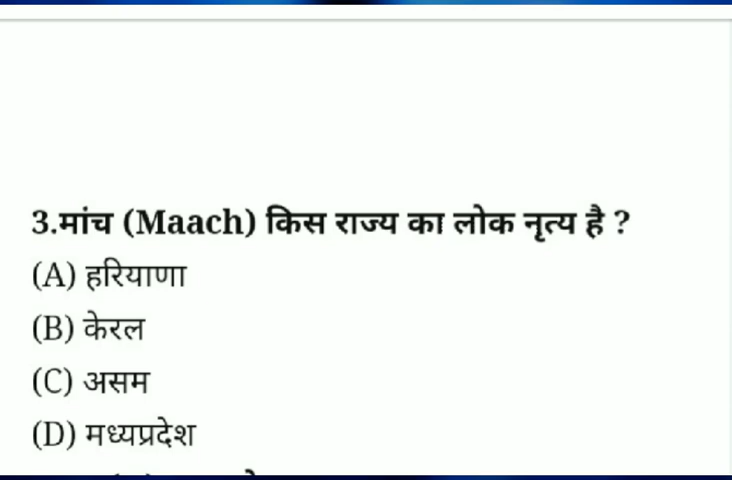 3.मांच (Maach) किस राज्य का लोक नृत्य है ?
(A) हरियाणा
(B) केरल
(C) असम
(D) मध्यप्रदेश